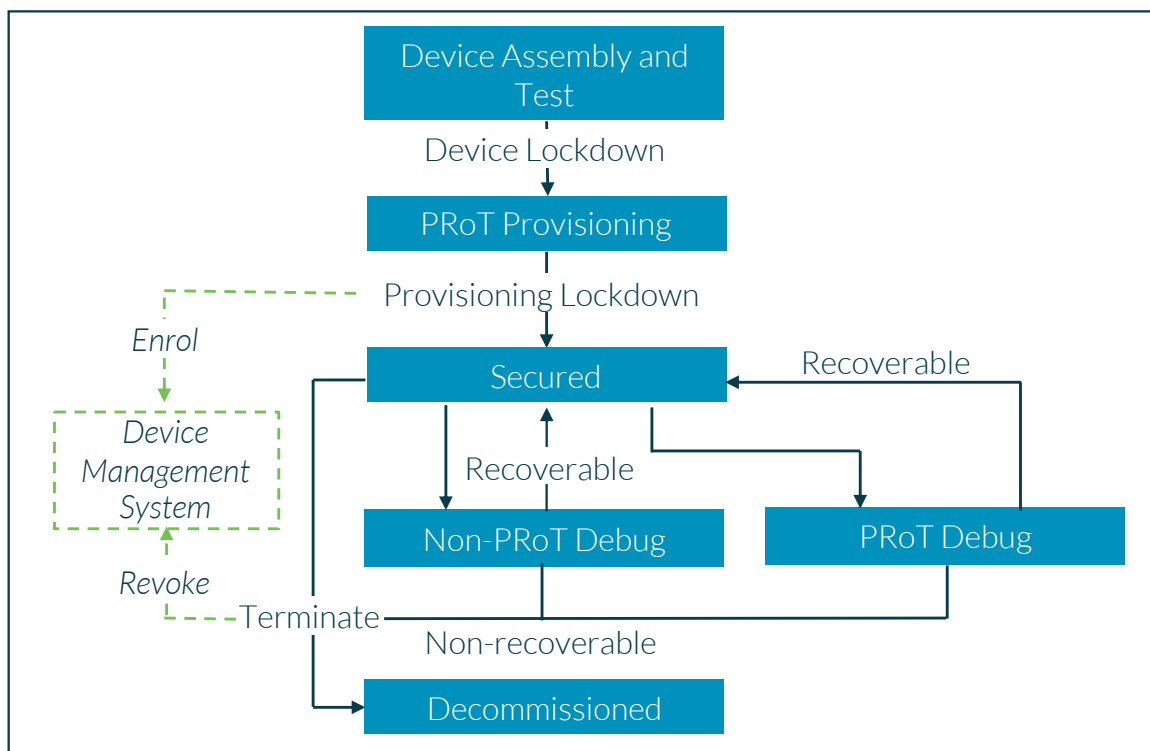 Device Assembly and
Test
Device Lockdown
PRoT Provisioning
Provisioning Lockdown
Enrol
Recoverable
Secured
Device
Management
System
Recoverable
Non-PRoT Debug
PRoT Debug
Revoke
Terminate
Non-recoverable
Decommissioned